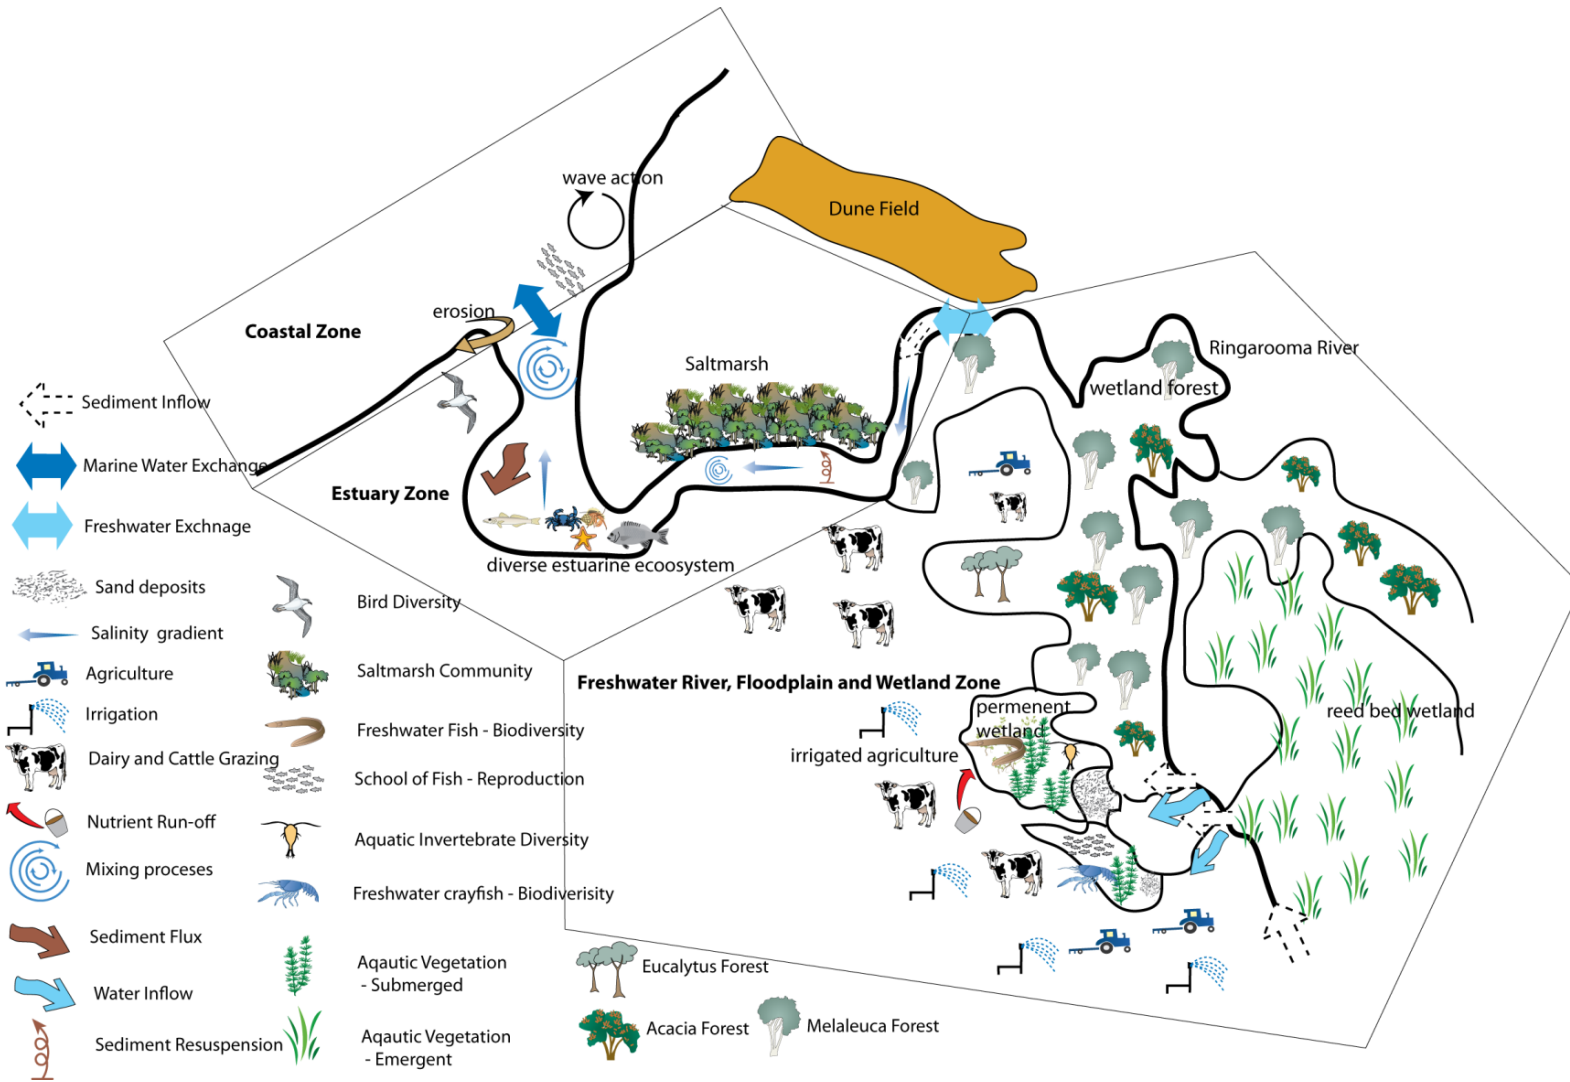 wave action
Dune Field
erosion
Coastal Zone
Ringarooma River
Saltmarsh
wetland forest
Estuary Zone
diverse estuarine ecoosystem
Freshwater River, Floodplain and Wetland Zone
permenent
wetland
reed bed wetland
irrigated agriculture
Sediment Inflow
Marine Water Exchange
Freshwater Exchnage
Sand deposits
Salinity gradient
Agriculture
Irrigation
Dairy and Cattle Grazing
Nutrient Run-off
Mixing proceses
Sediment Flux
Water Inflow
Sediment Resuspension
Bird Diversity
Saltmarsh Community
Freshwater Fish - Biodiversity
School of Fish - Reproduction
Aquatic Invertebrate Diversity
Freshwater crayfish - Biodiverisity
Aqautic Vegetation
- Submerged
Aqautic Vegetation
- Emergent
Eucalytus Forest
Acacia Forest
Melaleuca Forest